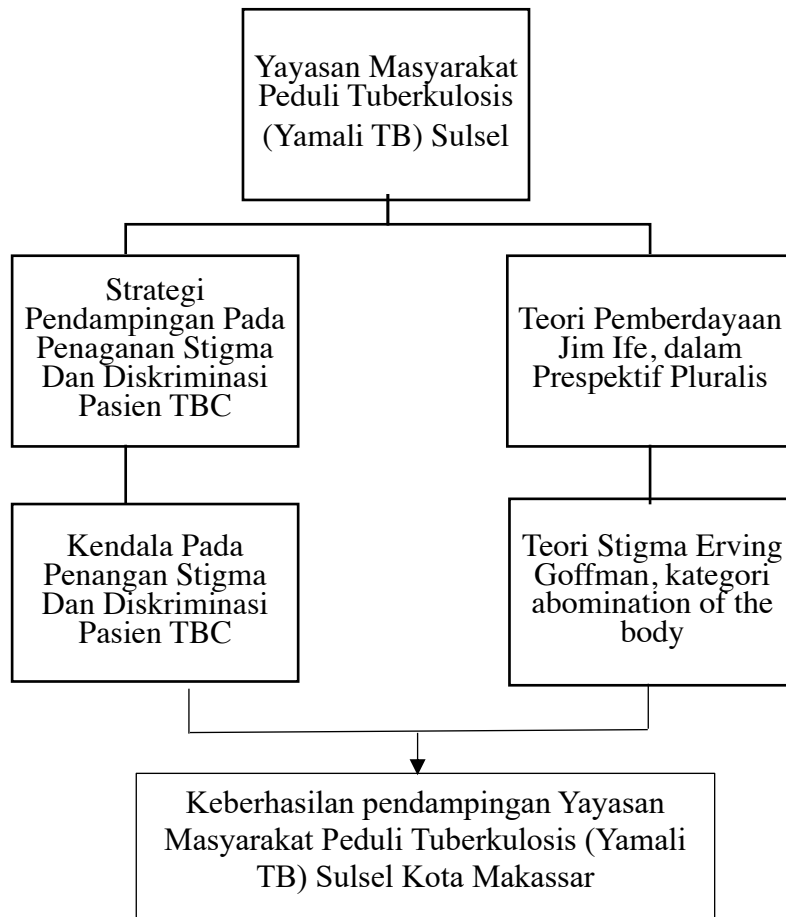 Yayasan Masyarakat
Peduli Tuberkulosis
(Yamali TB) Sulsel
Strategi
Pendampingan Pada
Penaganan Stigma
Dan Diskriminasi
Pasien TBC
Teori Pemberdayaan
Jim Ife, dalam
Prespektif Pluralis
Kendala Pada
Penangan Stigma
Dan Diskriminasi
Pasien TBC
Teori Stigma Erving
Goffman, kategori
abomination of the
body
Keberhasilan pendampingan Yayasan
Masyarakat Peduli Tuberkulosis (Yamali
TB) Sulsel Kota Makassar